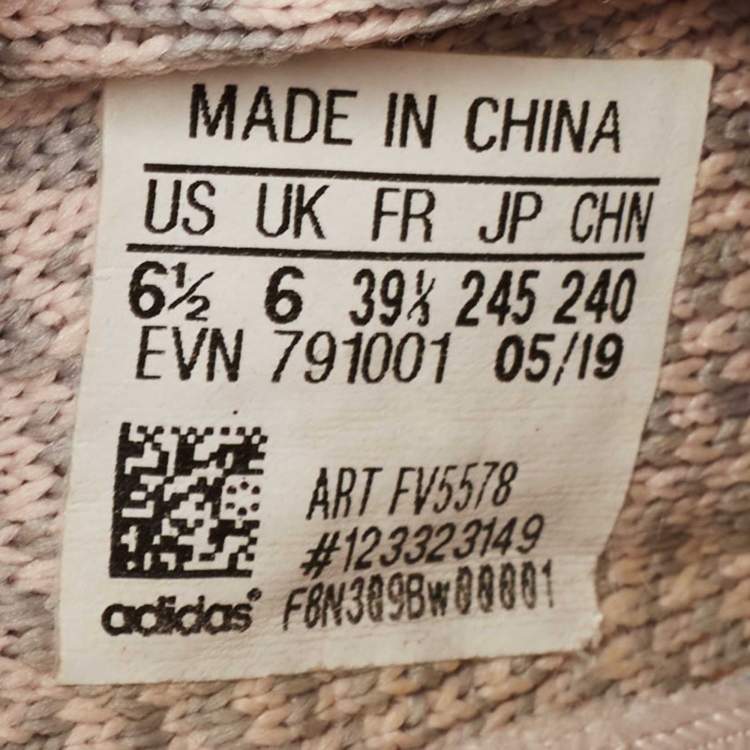 MADE IN CHINA
US UK FR JP CHN
6½ 6 39⅓ 245 240
EVN 791001 05/19
ART FV5578
#123323149
F8N309Bw00001
adidas®